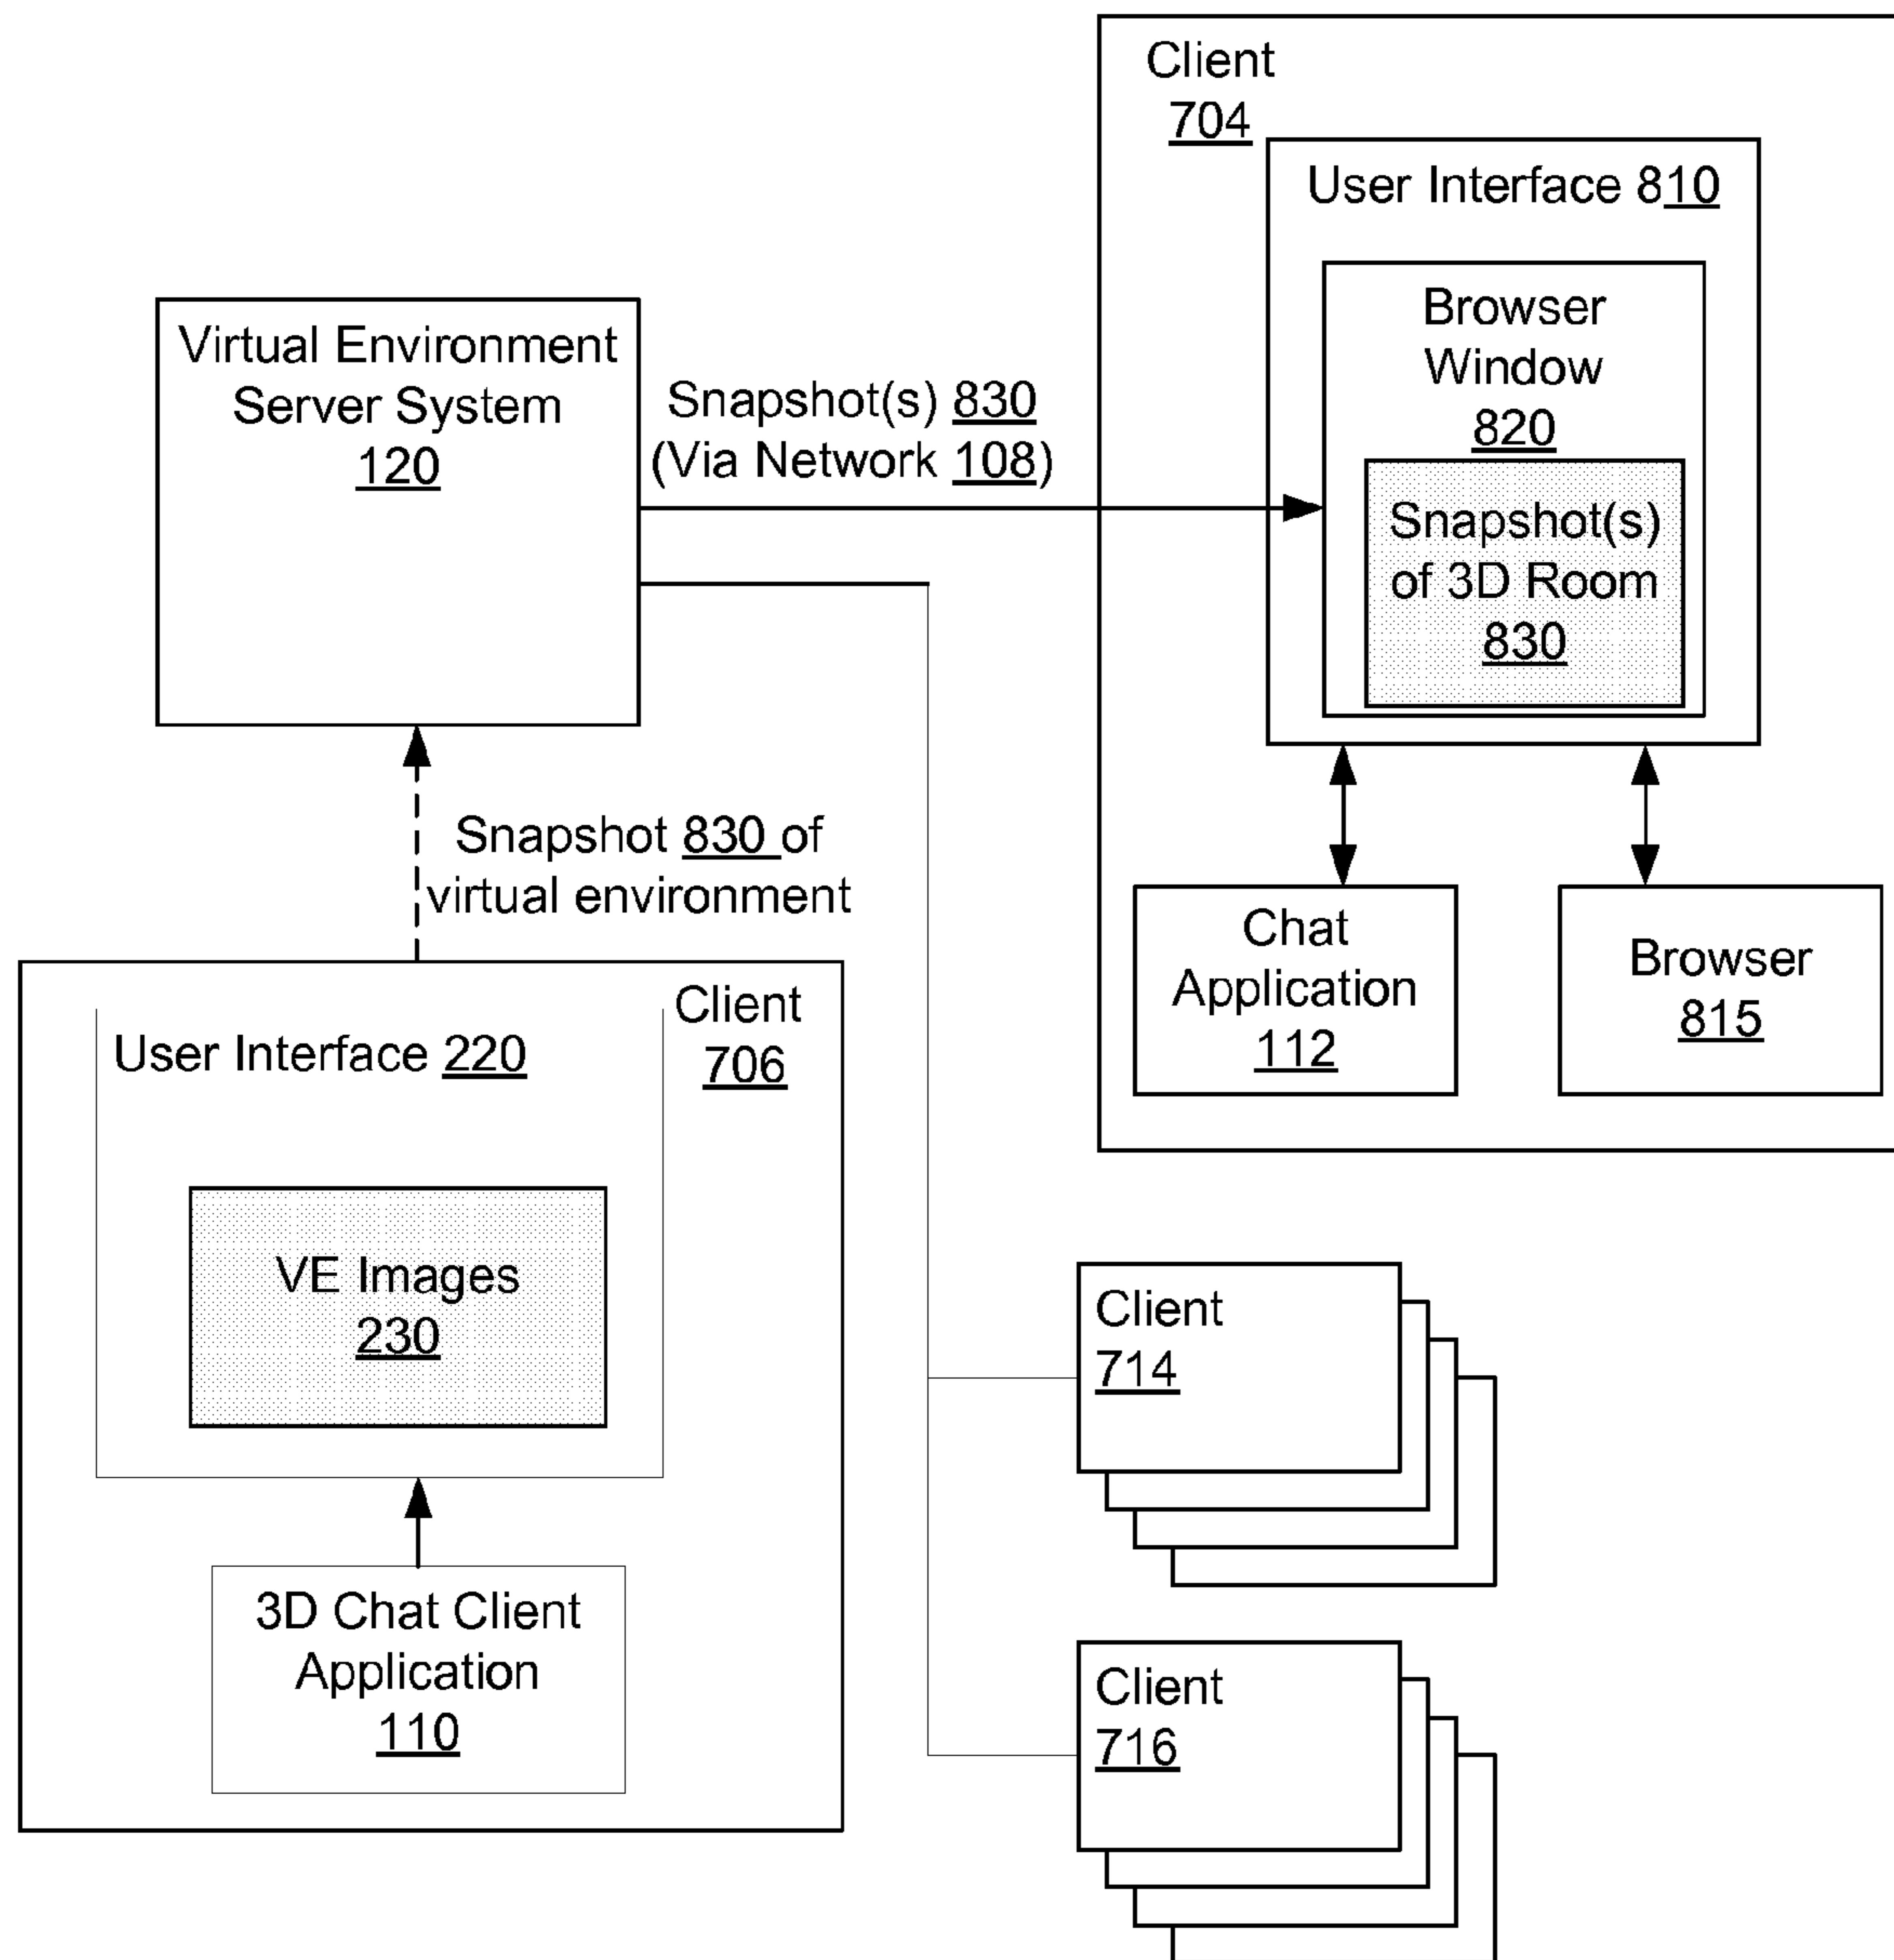 Client
704
User Interface 810
Browser
Window
820
Snapshot(s)
of 3D Room
830
Virtual Environment
Server System
120
Snapshot(s) 830
(Via Network 108)
Snapshot 830 of
virtual environment
Chat
Application
112
Browser
815
Client
706
User Interface 220
VE Images
230
3D Chat Client
Application
110
Client
714
Client
716